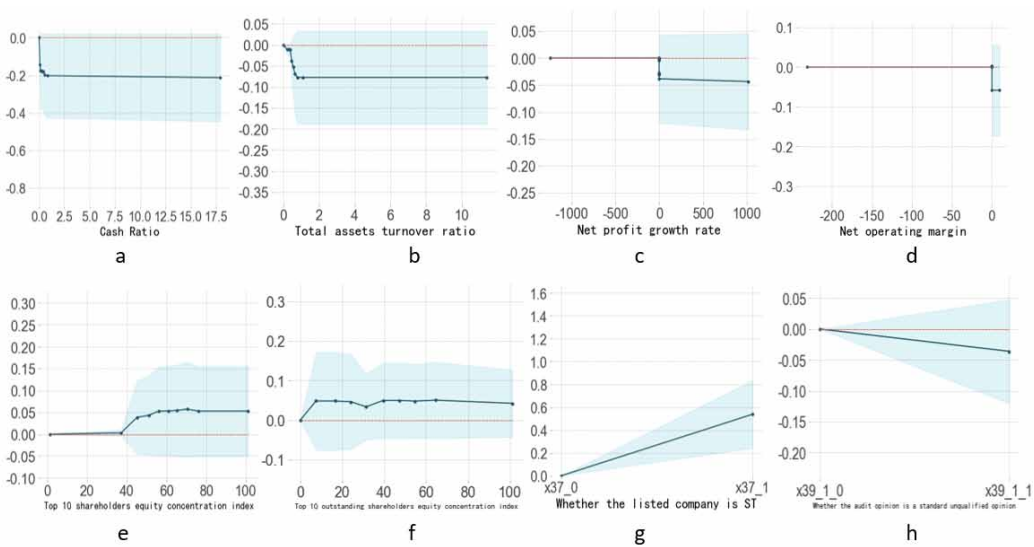 0.0
-0.2
-0.4
-0.6
-0.8
0.0 2.5 5.0 7.5 10.0 12.5 15.0 17.5
Cash Ratio
a
0.05
0.00
-0.05
-0.10
-0.15
-0.20
-0.25
-0.30
-0.35
0 2 4 6 8 10
Total assets turnover ratio
b
0.05
0.00
-0.05
-0.10
-0.15
-0.20
-0.25
-1000 -500 0 500 1000
Net profit growth rate
c
0.1
0.0
-0.1
-0.2
-0.3
-200 -150 -100 -50 0
Net operating margin
d
0.30
0.25
0.20
0.15
0.10
0.05
0.00
-0.05
-0.10
0 20 40 60 80 100
Top 10 shareholders equity concentration index
e
0.3
0.2
0.1
0.0
-0.1
0 20 40 60 80 100
Top 10 outstanding shareholders equity concentration index
f
1.6
1.4
1.2
1.0
0.8
0.6
0.4
0.2
0.0
x37_0 x37_1
Whether the listed company is ST
g
0.05
0.00
-0.05
-0.10
-0.15
-0.20
x39_1_0 x39_1_1
Whether the audit opinion is a standard unqualified opinion
h